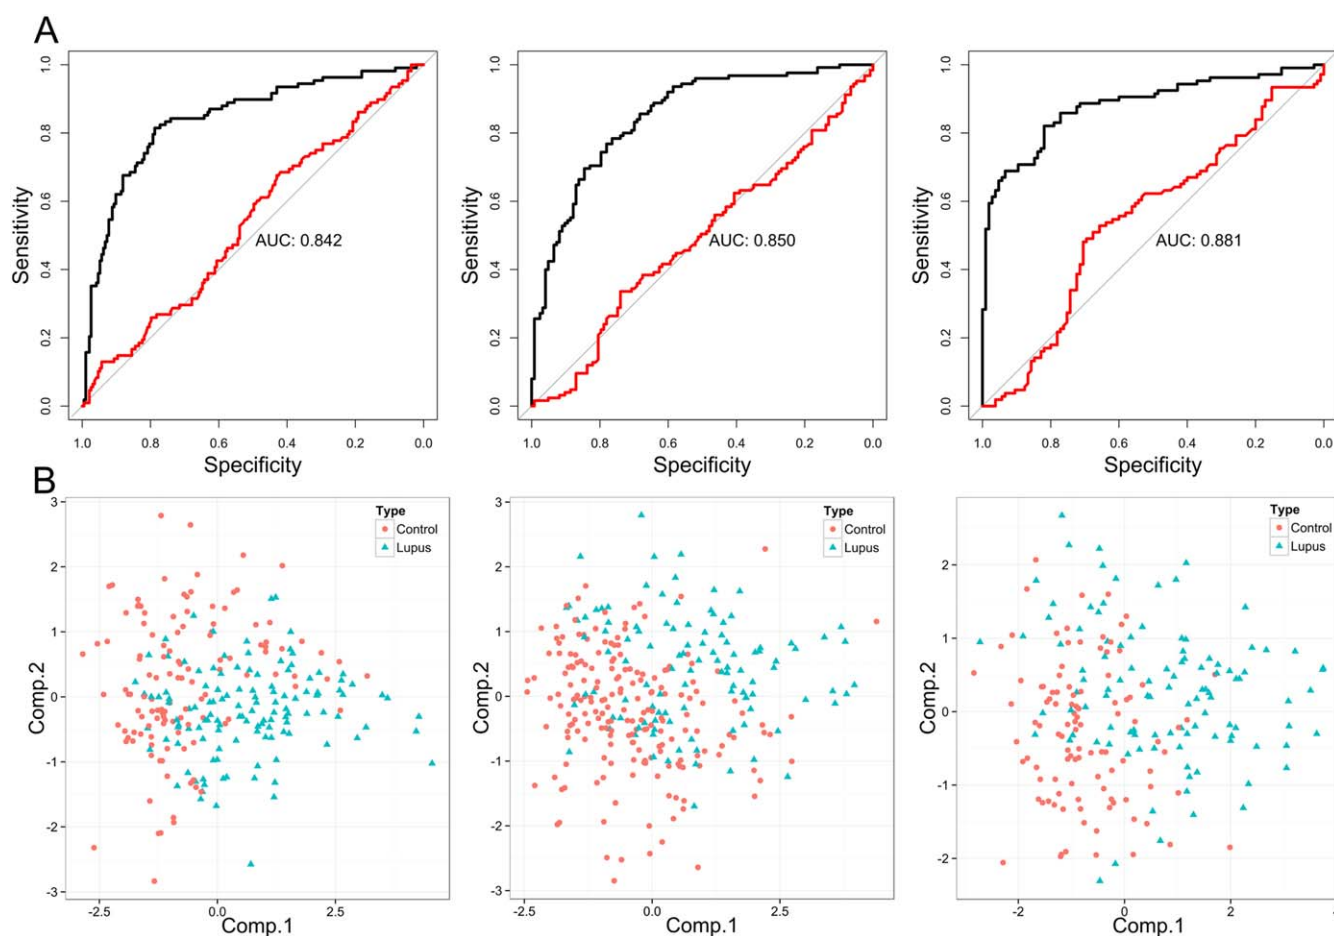 A
1.0
0.8
0.6
0.4
0.2
0.0
Sensitivity
AUC: 0.842
1.0 0.8 0.6 0.4 0.2 0.0
Specificity
1.0
0.8
0.6
0.4
0.2
0.0
Sensitivity
AUC: 0.850
1.0 0.8 0.6 0.4 0.2 0.0
Specificity
1.0
0.8
0.6
0.4
0.2
0.0
Sensitivity
AUC: 0.881
1.0 0.8 0.6 0.4 0.2 0.0
Specificity
B
3
2
1
0
-1
-2
-3
Comp.2
Type
Control
Lupus
-2.5 0.0 2.5
Comp.1
3
2
1
0
-1
-2
-3
Comp.2
Type
Control
Lupus
-2.5 0.0 2.5
Comp.1
2
1
0
-1
-2
Comp.2
Type
Control
Lupus
-2 0 2
Comp.1